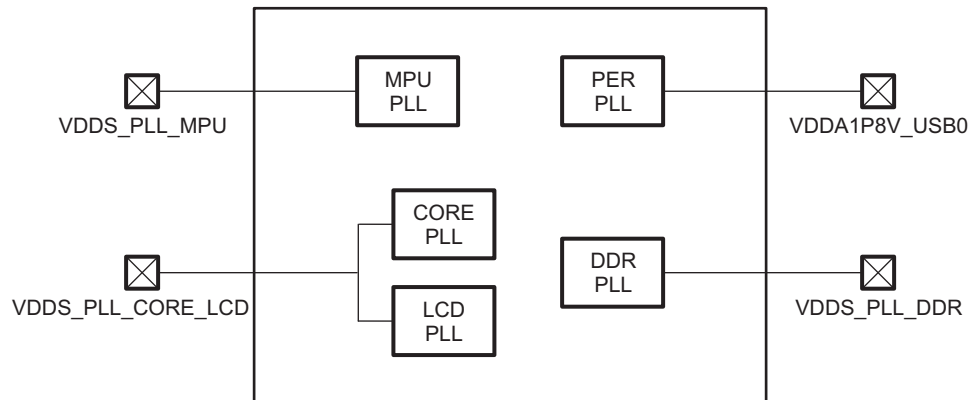 MPU
PLL
PER
PLL
VDDS_PLL_MPU
VDDA1P8V_USB0
CORE
PLL
DDR
PLL
VDDS_PLL_CORE_LCD
LCD
PLL
VDDS_PLL_DDR